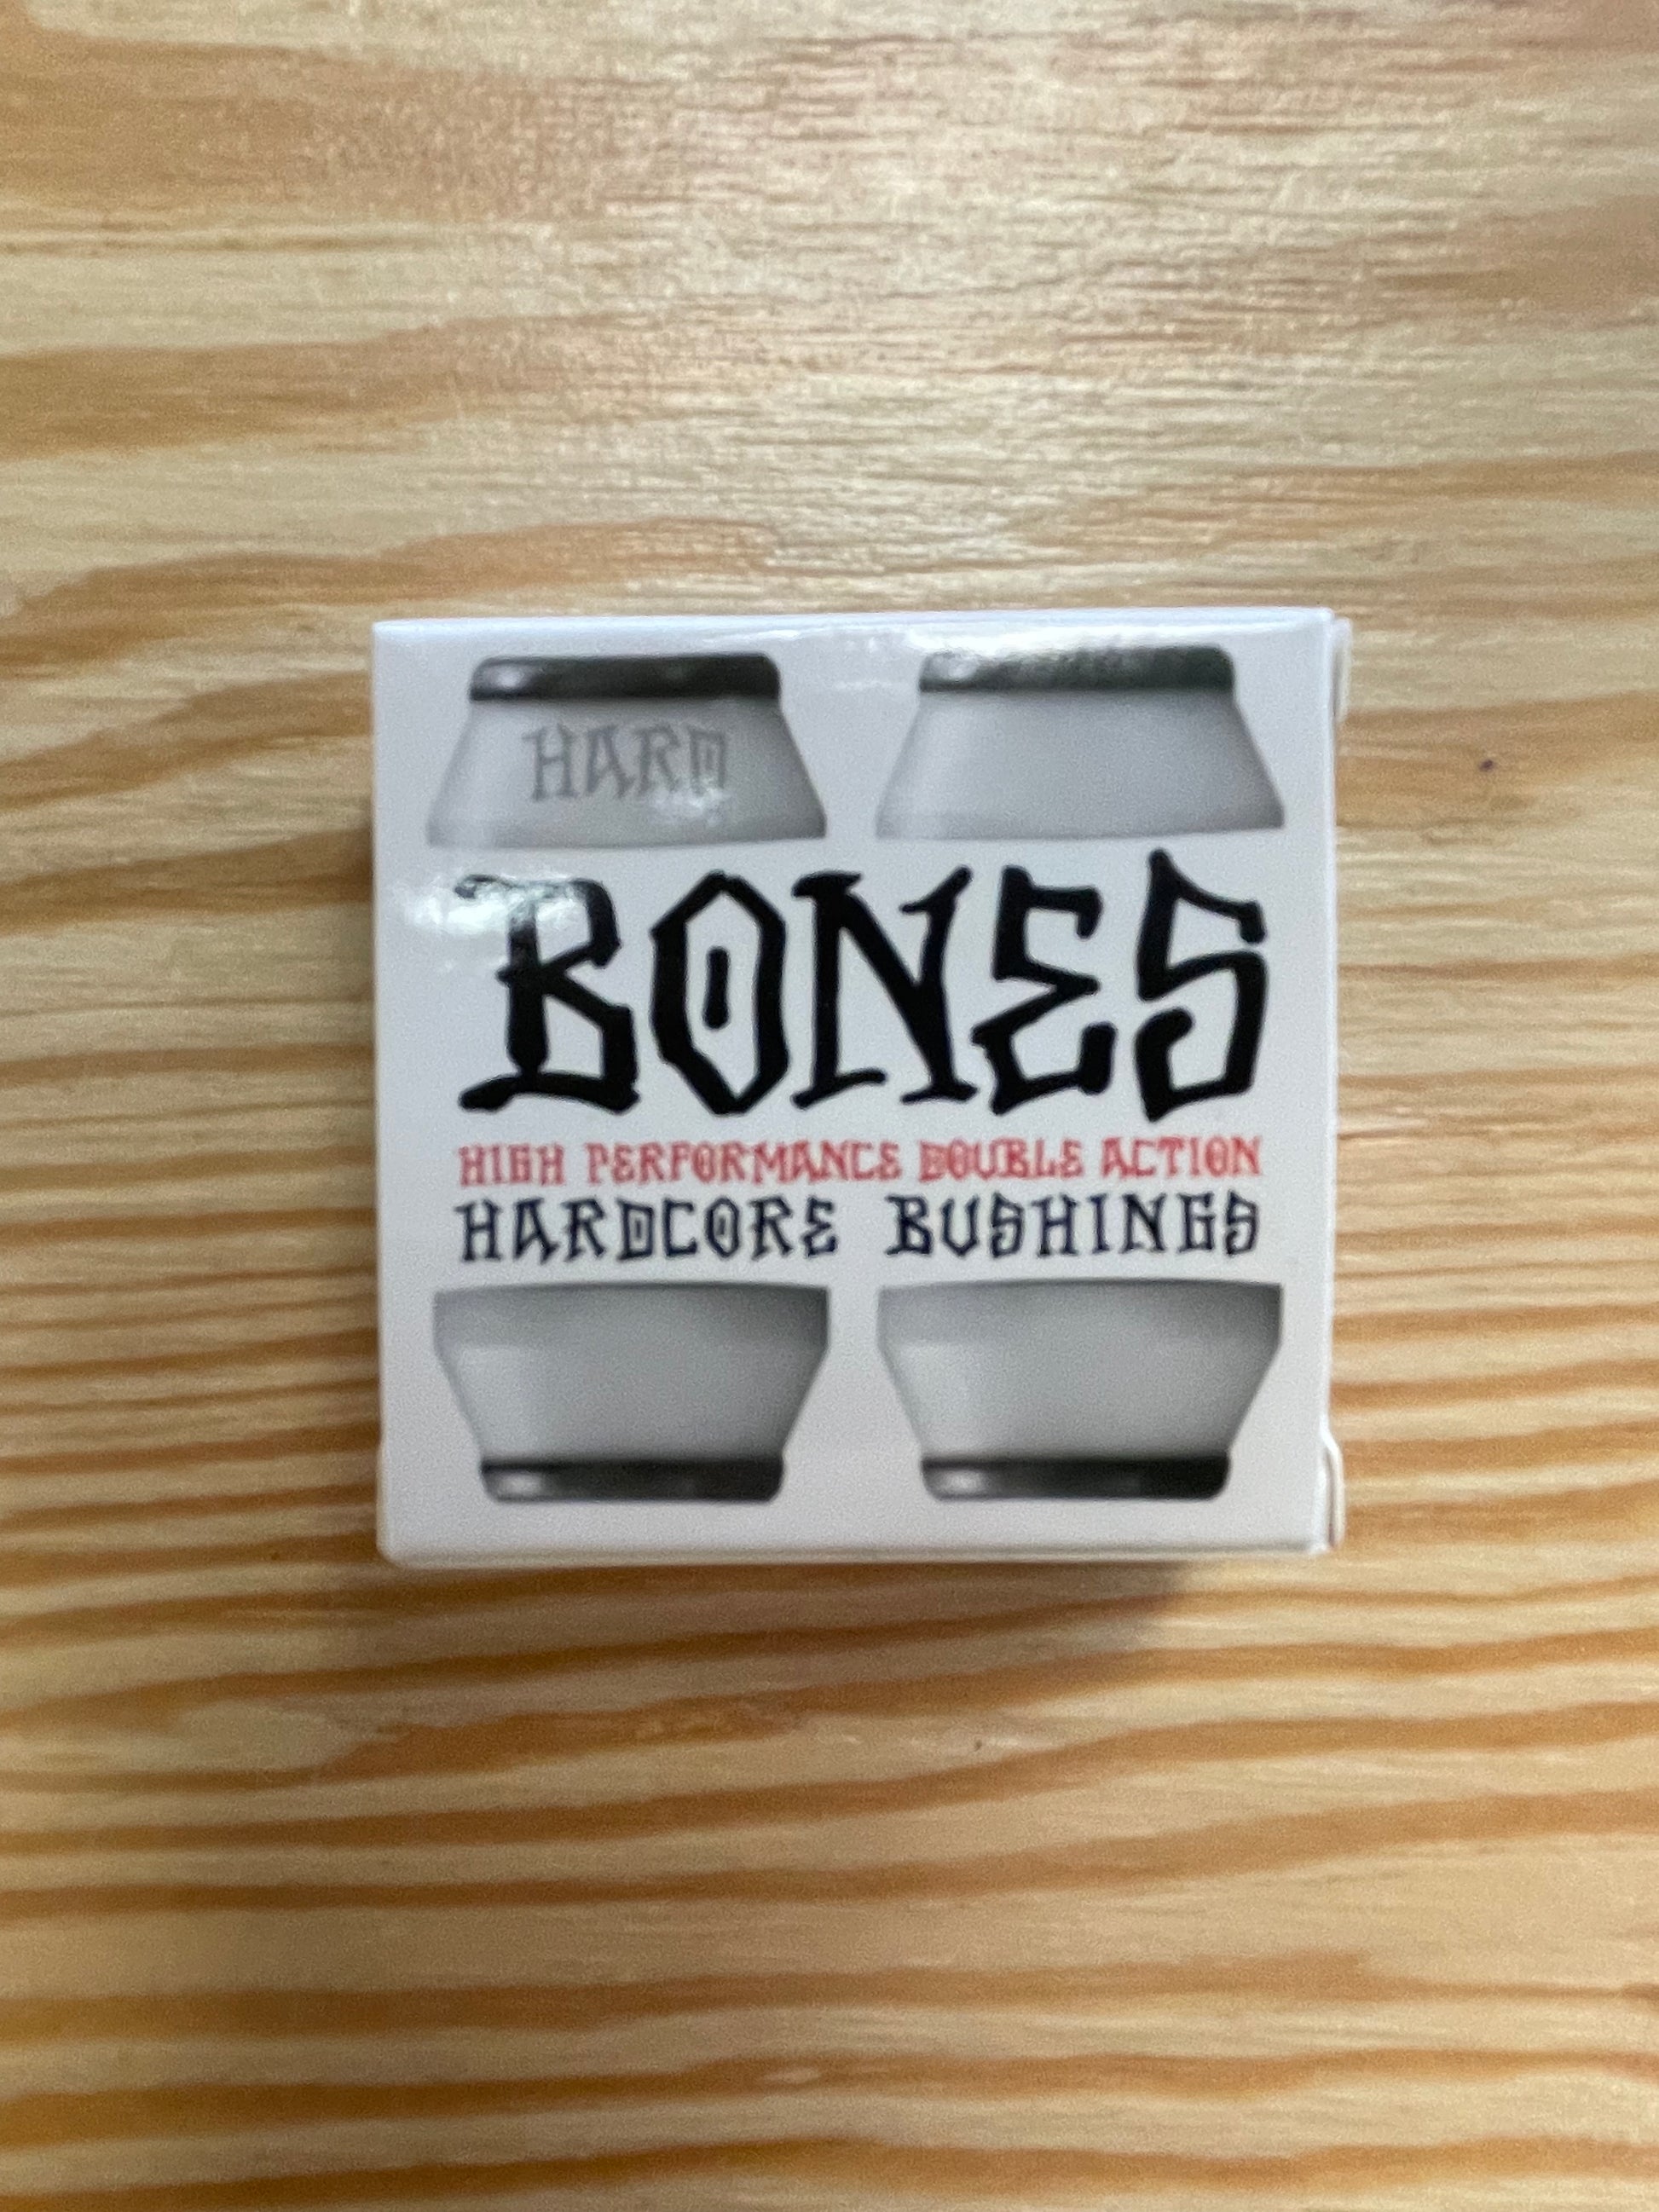 HARD
BONES
HIGH PERFORMANCE DOUBLE ACTION
HARDCORE BUSHINGS